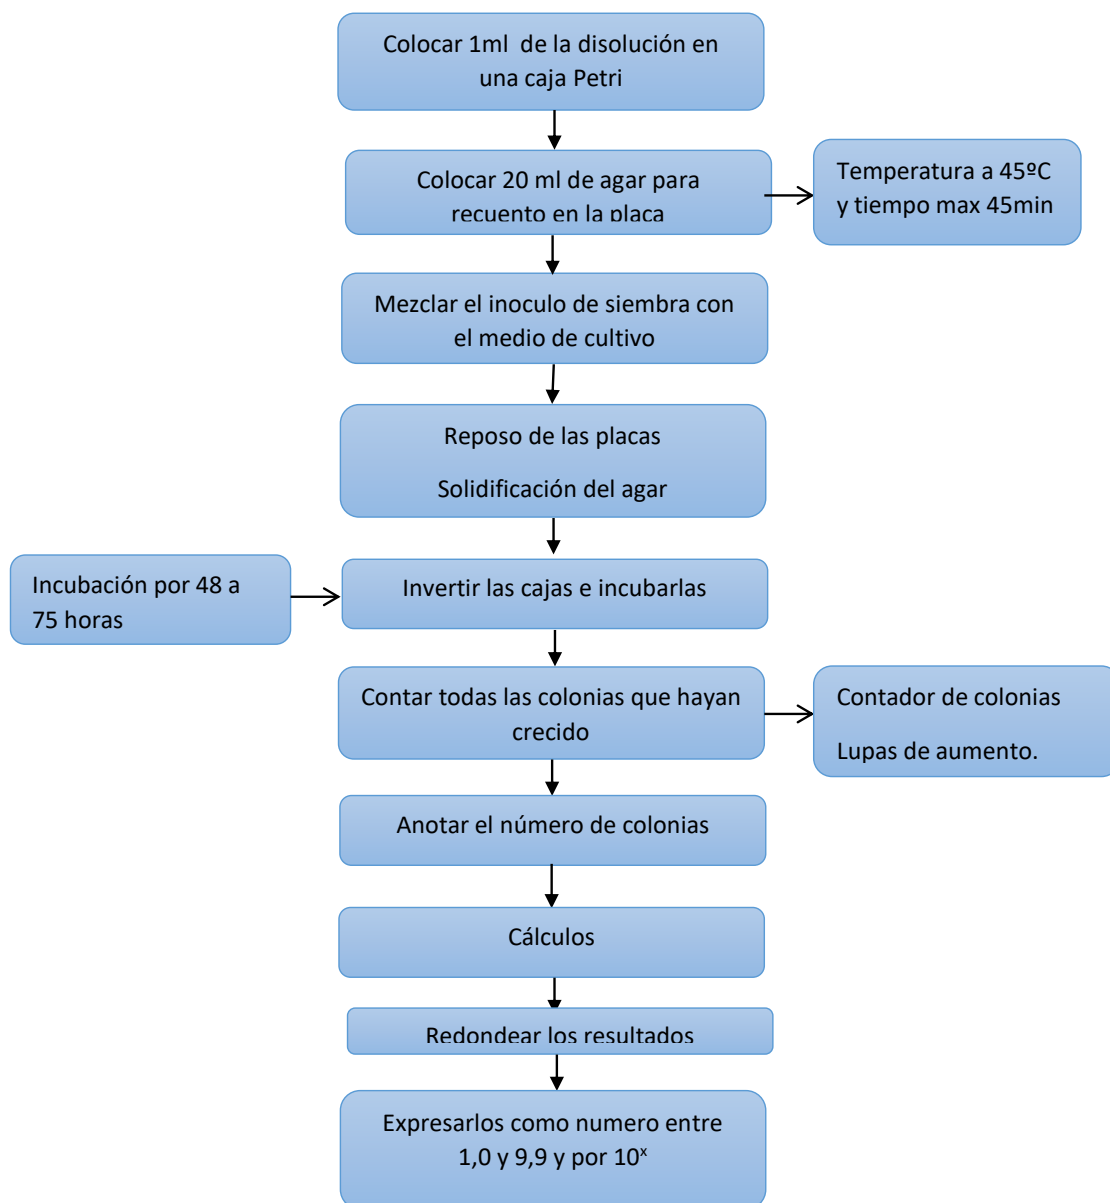 Colocar 1ml  de la disolución en
una caja Petri
Colocar 20 ml de agar para
recuento en la placa
Temperatura a 45ºC
y tiempo max 45min
Mezclar el inoculo de siembra con
el medio de cultivo
Reposo de las placas
Solidificación del agar
Incubación por 48 a
75 horas
Invertir las cajas e incubarlas
Contar todas las colonias que hayan
crecido
Contador de colonias
Lupas de aumento.
Anotar el número de colonias
Cálculos
Redondear los resultados
Expresarlos como numero entre
1,0 y 9,9 y por 10ˣ